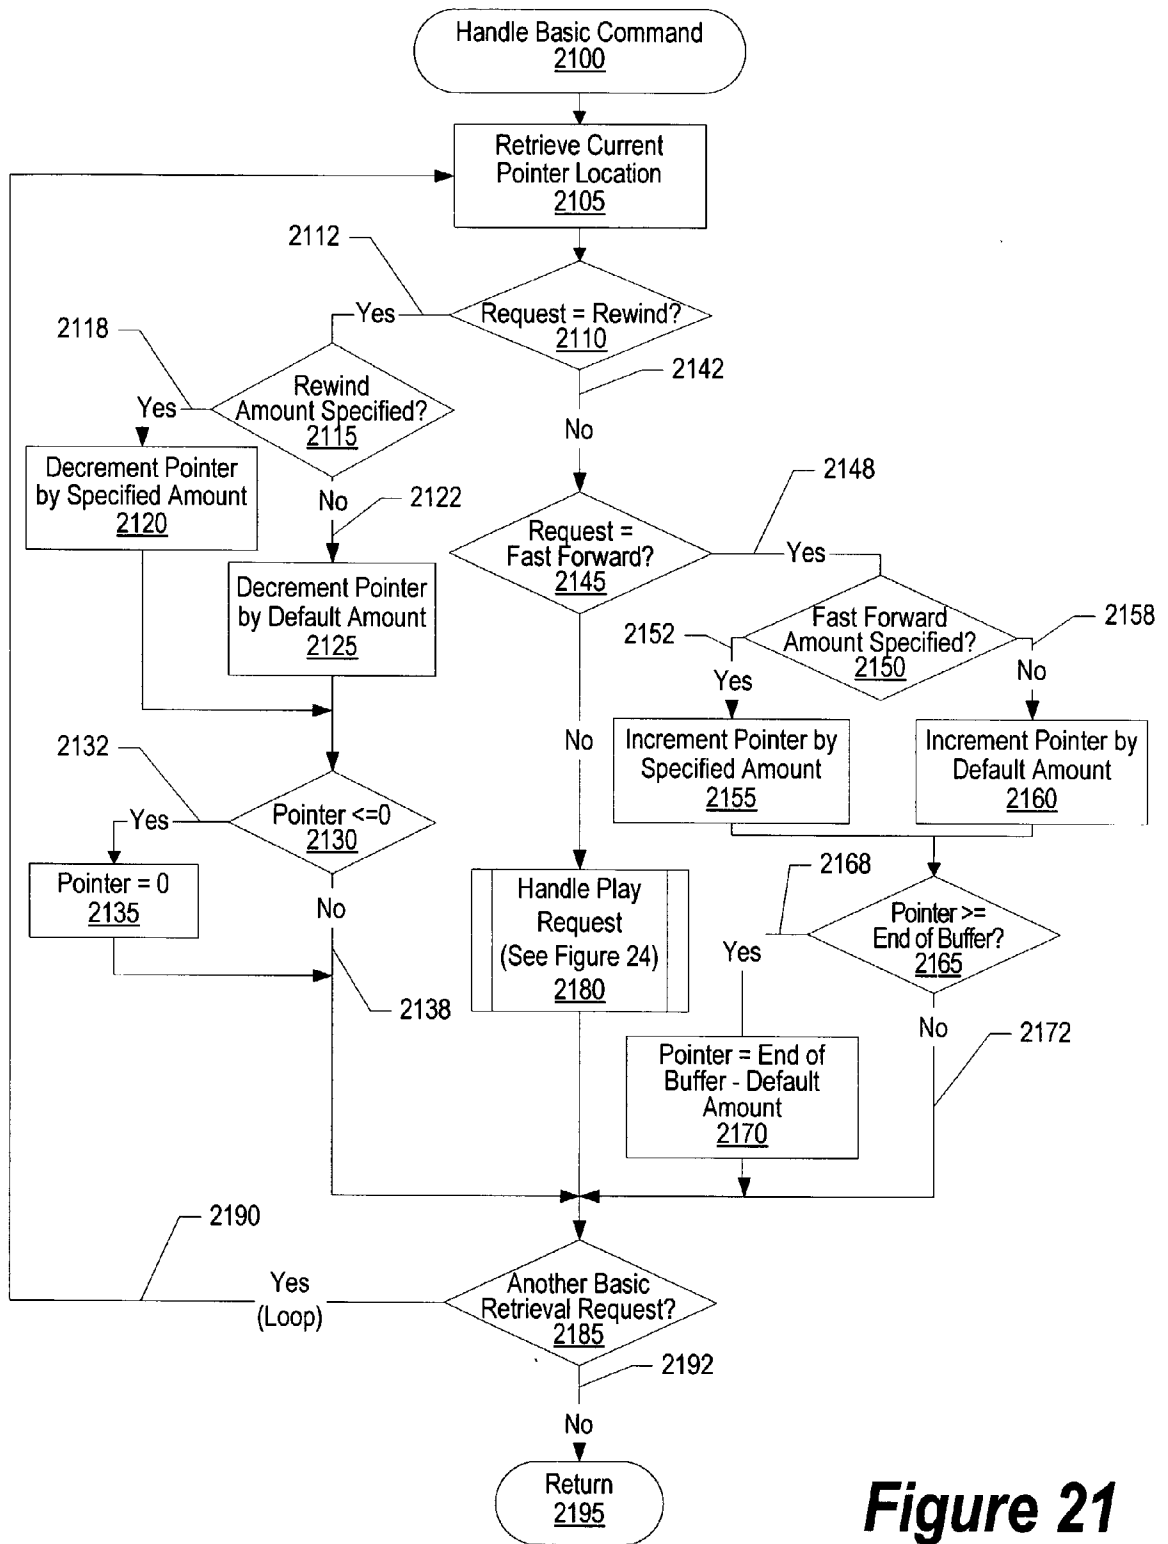 Handle Basic Command
2100
Retrieve Current
Pointer Location
2105
2112
Yes
Request = Rewind?
2110
2118
2142
Rewind
Amount Specified?
2115
Yes
No
Decrement Pointer
by Specified Amount
2120
No
2122
2148
Request =
Fast Forward?
2145
Yes
Decrement Pointer
by Default Amount
2125
Fast Forward
Amount Specified?
2150
2152
2158
Yes
No
2132
No
Increment Pointer by
Specified Amount
2155
Increment Pointer by
Default Amount
2160
Pointer <=0
2130
Yes
2168
Pointer = 0
2135
No
Handle Play
Request
(See Figure 24)
2180
Pointer >=
End of Buffer?
2165
Yes
2138
No
2172
Pointer = End of
Buffer - Default
Amount
2170
2190
Yes
(Loop)
Another Basic
Retrieval Request?
2185
2192
No
Return
2195
Figure 21